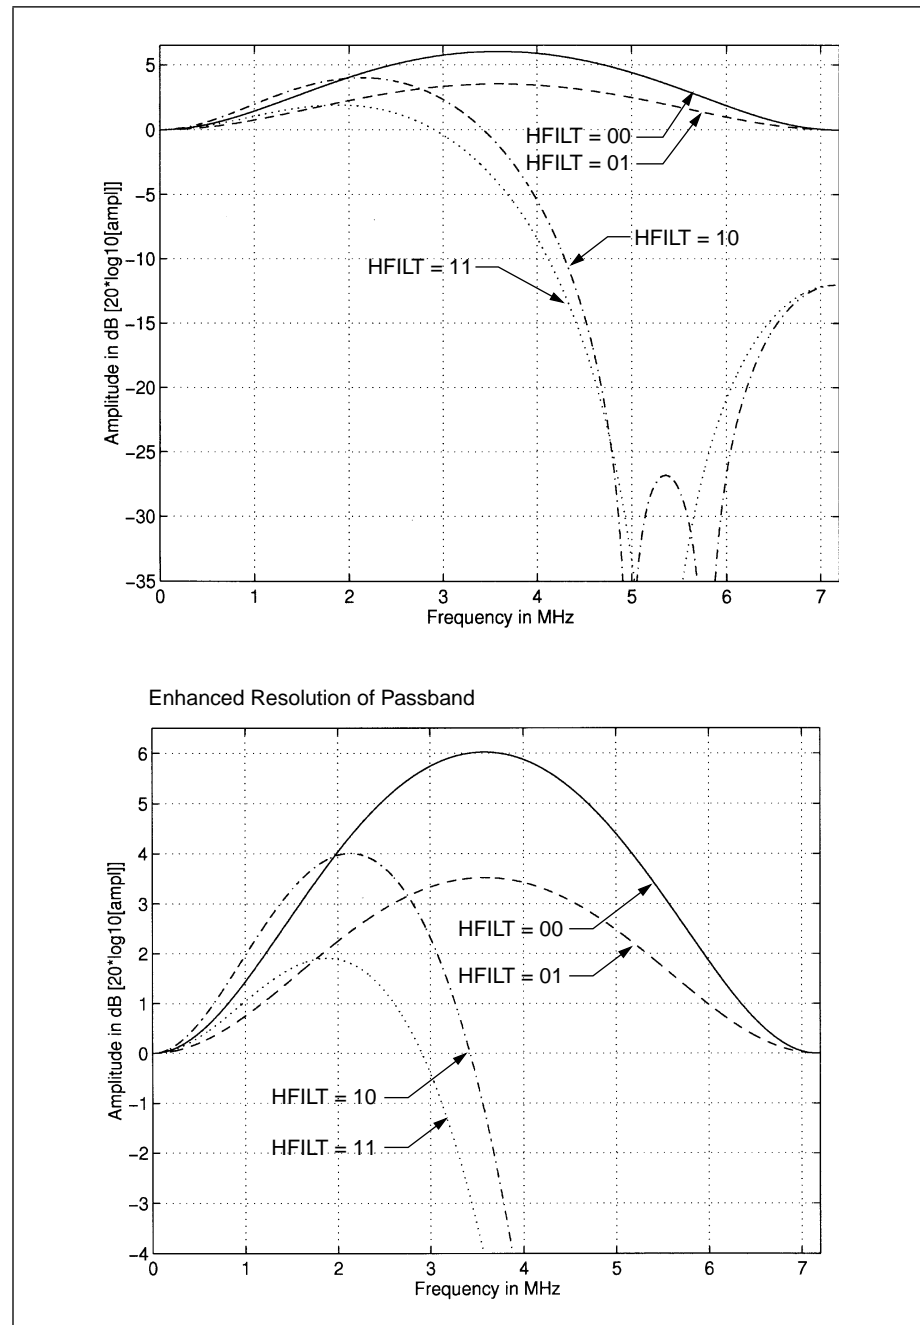 5
0
−5
−10
−15
−20
−25
−30
−35
Amplitude in dB [20*log10[ampl]]
HFILT = 00
HFILT = 01
HFILT = 10
HFILT = 11
0 1 2 3 4 5 6 7
Frequency in MHz
Enhanced Resolution of Passband
6
5
4
3
2
1
0
−1
−2
−3
−4
Amplitude in dB [20*log10[ampl]]
HFILT = 00
HFILT = 01
HFILT = 10
HFILT = 11
0 1 2 3 4 5 6 7
Frequency in MHz